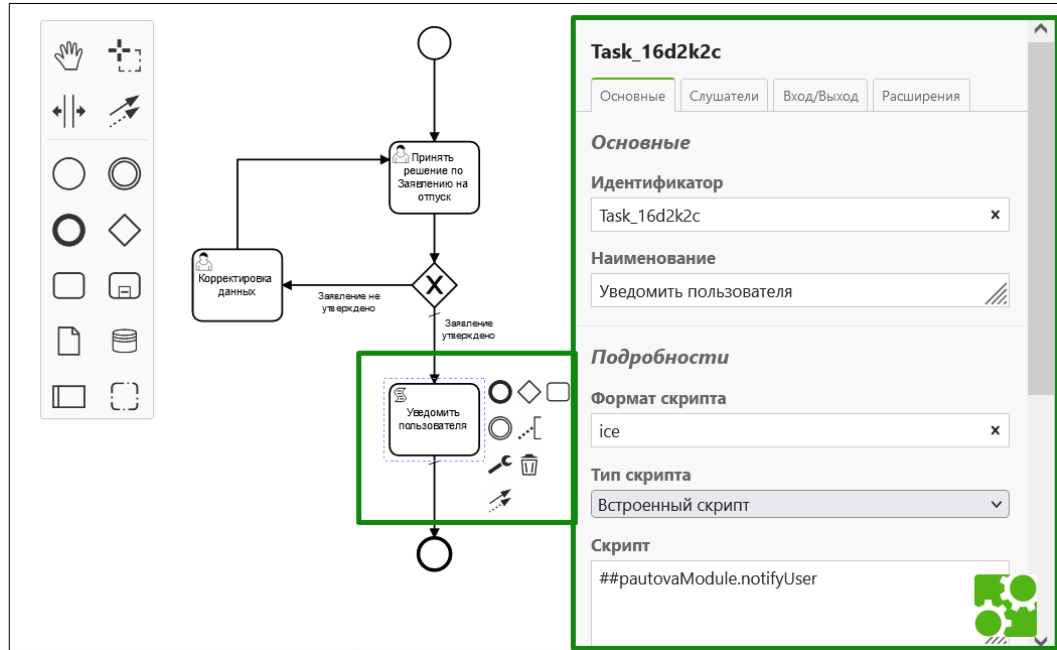 Принять
решение по
Заявлению на
отпуск
Корректировка
данных
Заявление не
утверждено
Заявление
утверждено
Уведомить
пользователя
Task_16d2k2c
Основные
Слушатели
Вход/Выход
Расширения
Основные
Идентификатор
Task_16d2k2c
Наименование
Уведомить пользователя
Подробности
Формат скрипта
ice
Тип скрипта
Встроенный скрипт
Скрипт
##pautovaModule.notifyUser